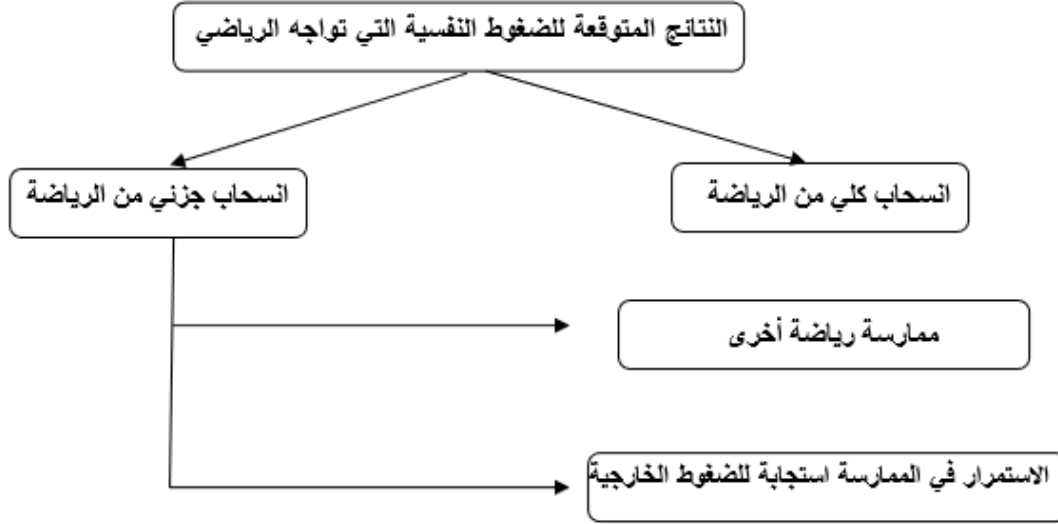 النتائج المتوقعة للضغوط النفسية التي تواجه الرياضي
انسحاب كلي من الرياضة
انسحاب جزئي من الرياضة
ممارسة رياضة أخرى
الاستمرار في الممارسة استجابة للضغوط الخارجية